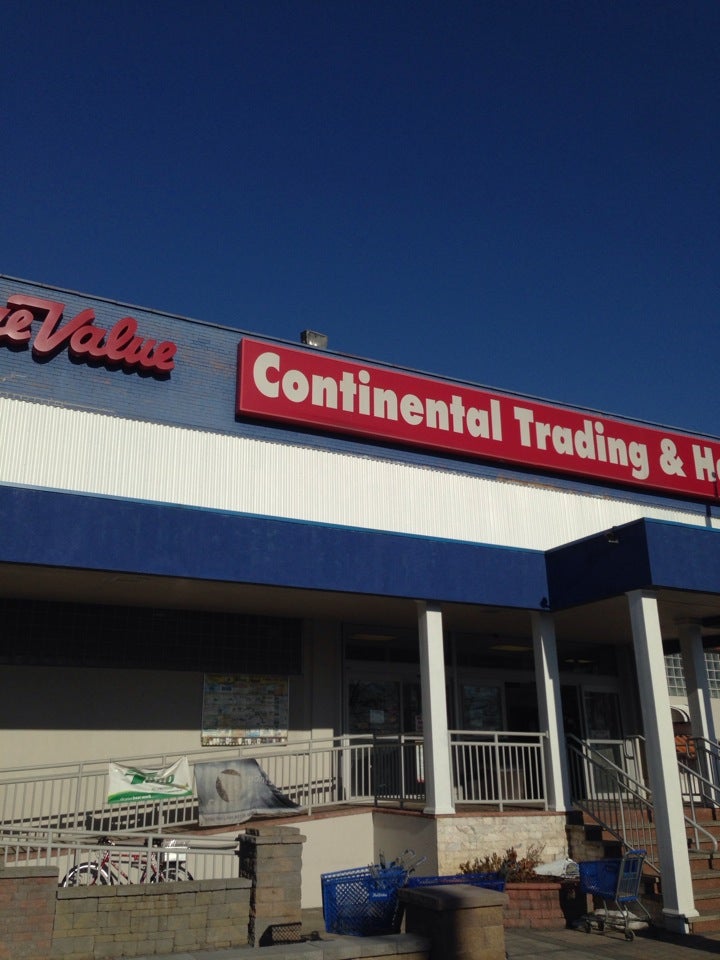 eValue
Continental Trading & H